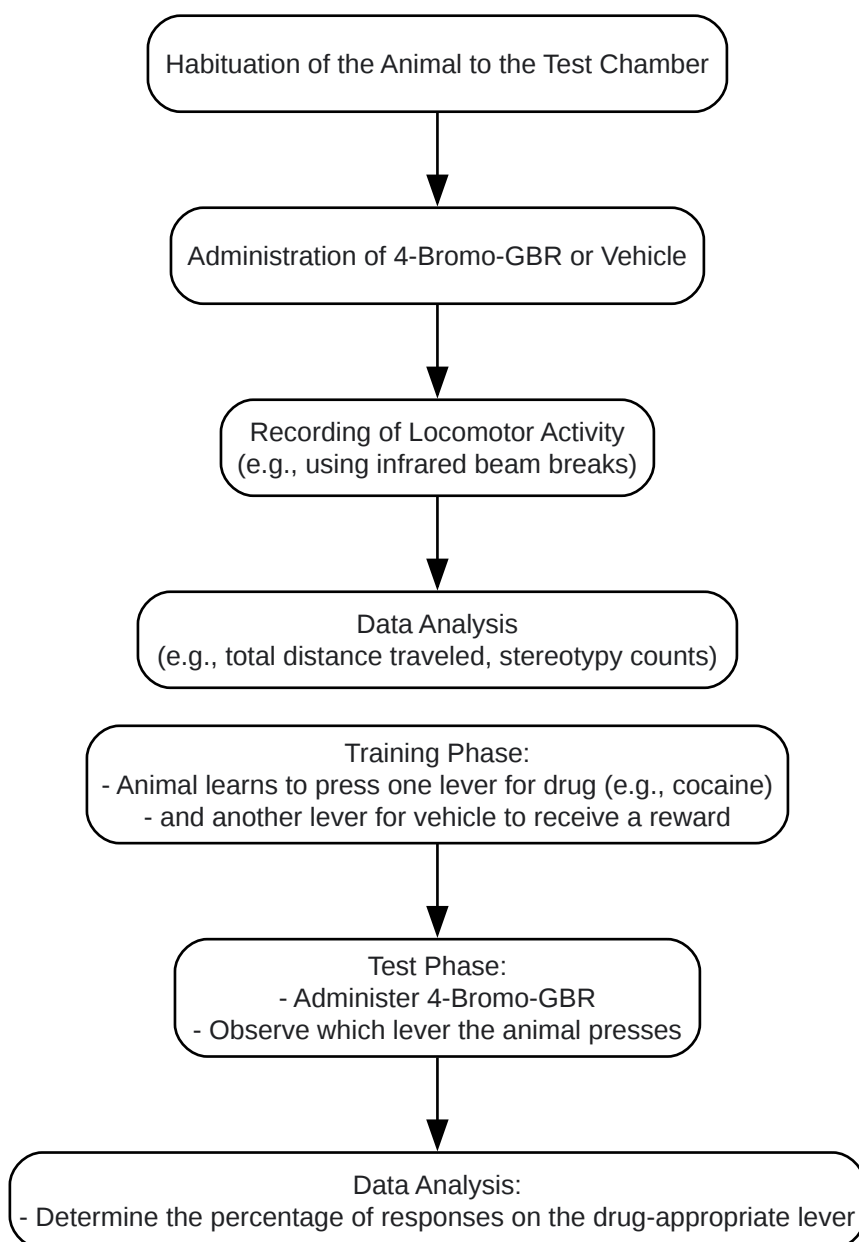 Habituation of the Animal to the Test Chamber
Administration of 4-Bromo-GBR or Vehicle
Recording of Locomotor Activity
(e.g., using infrared beam breaks)
Data Analysis
(e.g., total distance traveled, stereotypy counts)
Training Phase:
- Animal learns to press one lever for drug (e.g., cocaine)
- and another lever for vehicle to receive a reward
Test Phase:
- Administer 4-Bromo-GBR
- Observe which lever the animal presses
Data Analysis:
- Determine the percentage of responses on the drug-appropriate lever